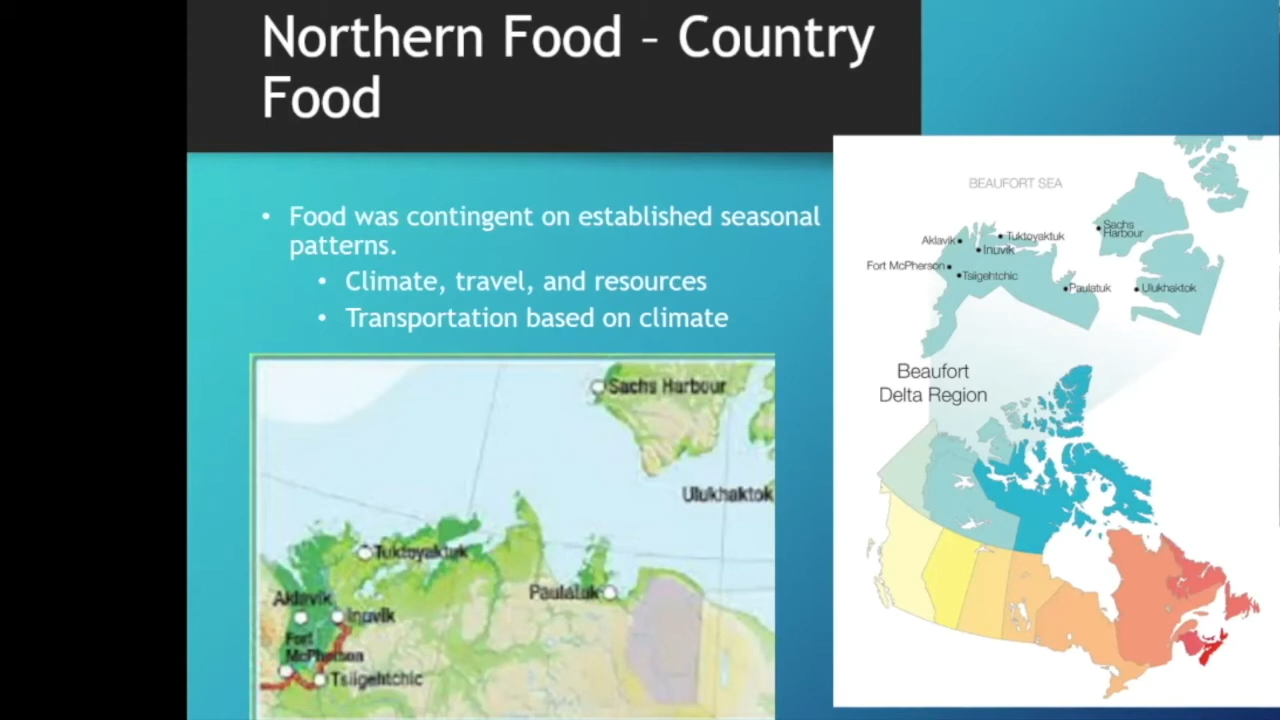 Northern Food – Country
Food
• Food was contingent on established seasonal
patterns.
• Climate, travel, and resources
• Transportation based on climate
Sachs Harbour
Ulukhaktok
Tuktoyaktuk
Paulatuk
Aklavik
Inuvik
Fort
McPherson
Tsiigehtchic
BEAUFORT SEA
Sachs
Harbour
Tuktoyaktuk
Aklavik
Inuvik
Fort McPherson
Tsiigehtchic
Paulatuk
Ulukhaktok
Beaufort
Delta Region